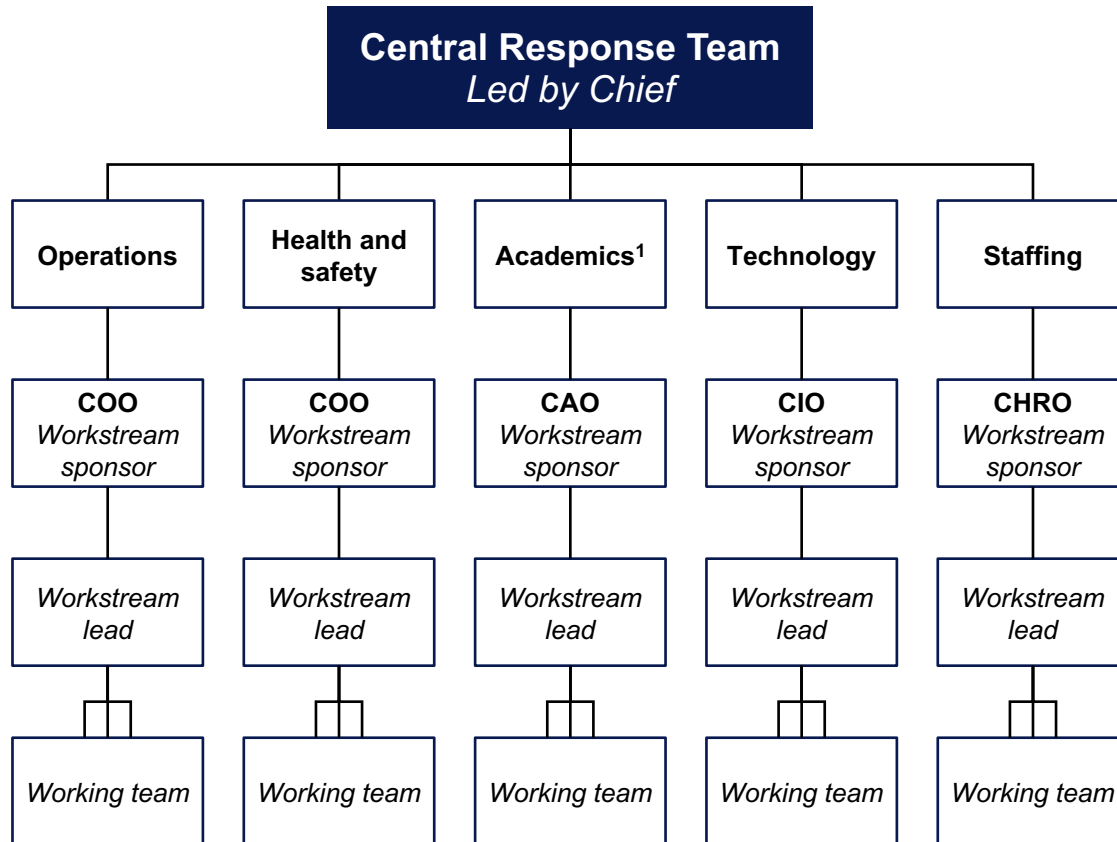 Central Response Team
Led by Chief
Operations
Health and
safety
Academics¹
Technology
Staffing
COO
Workstream
sponsor
COO
Workstream
sponsor
CAO
Workstream
sponsor
CIO
Workstream
sponsor
CHRO
Workstream
sponsor
Workstream
lead
Workstream
lead
Workstream
lead
Workstream
lead
Workstream
lead
Working team
Working team
Working team
Working team
Working team